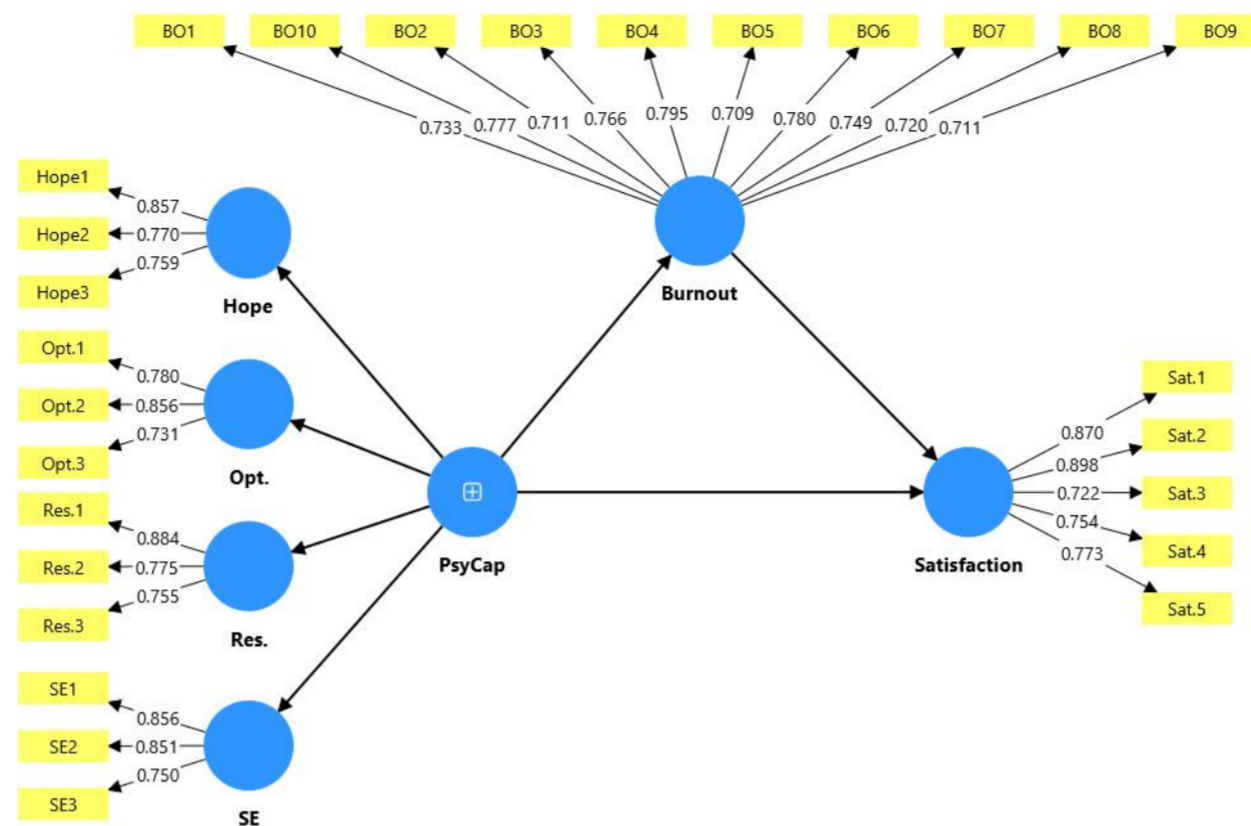 BO1 BO10 BO2 BO3 BO4 BO5 BO6 BO7 BO8 BO9
0.733 0.777 0.711 0.766 0.795 0.709 0.780 0.749 0.720 0.711
Burnout
Hope1
Hope2
Hope3
0.857
0.770
0.759
Hope
Opt.1
Opt.2
Opt.3
0.780
0.856
0.731
Opt.
Res.1
Res.2
Res.3
0.884
0.775
0.755
Res.
SE1
SE2
SE3
0.856
0.851
0.750
SE
PsyCap
Satisfaction
0.870
0.898
0.722
0.754
0.773
Sat.1
Sat.2
Sat.3
Sat.4
Sat.5